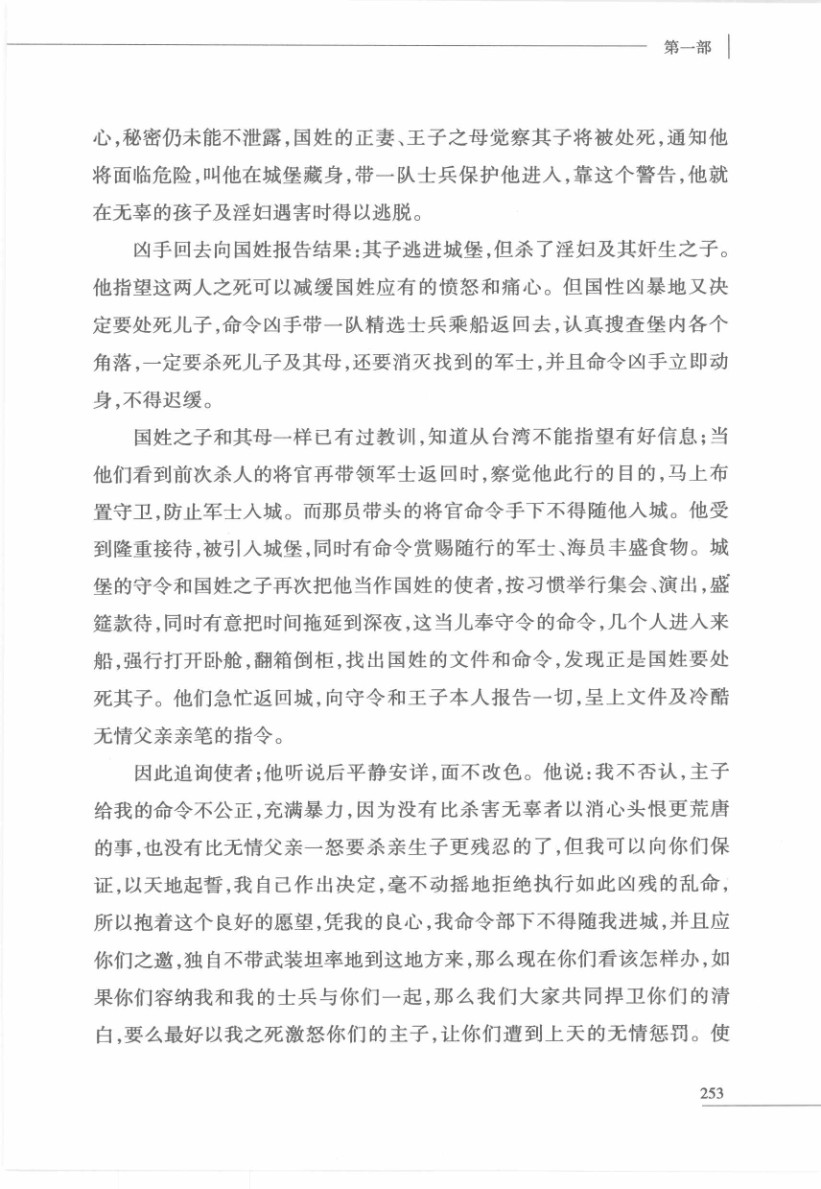 第一部
心,秘密仍未能不泄露,国姓的正妻、王子之母觉察其子将被处死,通知他
将面临危险,叫他在城堡藏身,带一队士兵保护他进入,靠这个警告,他就
在无辜的孩子及淫妇遇害时得以逃脱。
凶手回去向国姓报告结果:其子逃进城堡,但杀了淫妇及其奸生之子。
他指望这两人之死可以减缓国姓应有的愤怒和痛心。但国性凶暴地又决
定要处死儿子,命令凶手带一队精选士兵乘船返回去,认真搜查堡内各个
角落,一定要杀死儿子及其母,还要消灭找到的军士,并且命令凶手立即动
身,不得迟缓。
国姓之子和其母一样已有过教训,知道从台湾不能指望有好信息;当
他们看到前次杀人的将官再带领军士返回时,察觉他此行的目的,马上布
置守卫,防止军士入城。而那员带头的将官命令手下不得随他入城。他受
到隆重接待,被引入城堡,同时有命令赏赐随行的军士、海员丰盛食物。城
堡的守令和国姓之子再次把他当作国姓的使者,按习惯举行集会、演出,盛
筵款待,同时有意把时间拖延到深夜,这当儿奉守令的命令,几个人进入来
船,强行打开卧舱,翻箱倒柜,找出国姓的文件和命令,发现正是国姓要处
死其子。他们急忙返回城,向守令和王子本人报告一切,呈上文件及冷酷
无情父亲亲笔的指令。
因此追询使者;他听说后平静安详,面不改色。他说:我不否认,主子
给我的命令不公正,充满暴力,因为没有比杀害无辜者以消心头恨更荒唐
的事,也没有比无情父亲一怒要杀亲生子更残忍的了,但我可以向你们保
证,以天地起誓,我自己作出决定,毫不动摇地拒绝执行如此凶残的乱命,
所以抱着这个良好的愿望,凭我的良心,我命令部下不得随我进城,并且应
你们之邀,独自不带武装坦率地到这地方来,那么现在你们看该怎样办,如
果你们容纳我和我的士兵与你们一起,那么我们大家共同捍卫你们的清
白,要么最好以我之死激怒你们的主子,让你们遭到上天的无情惩罚。使
253